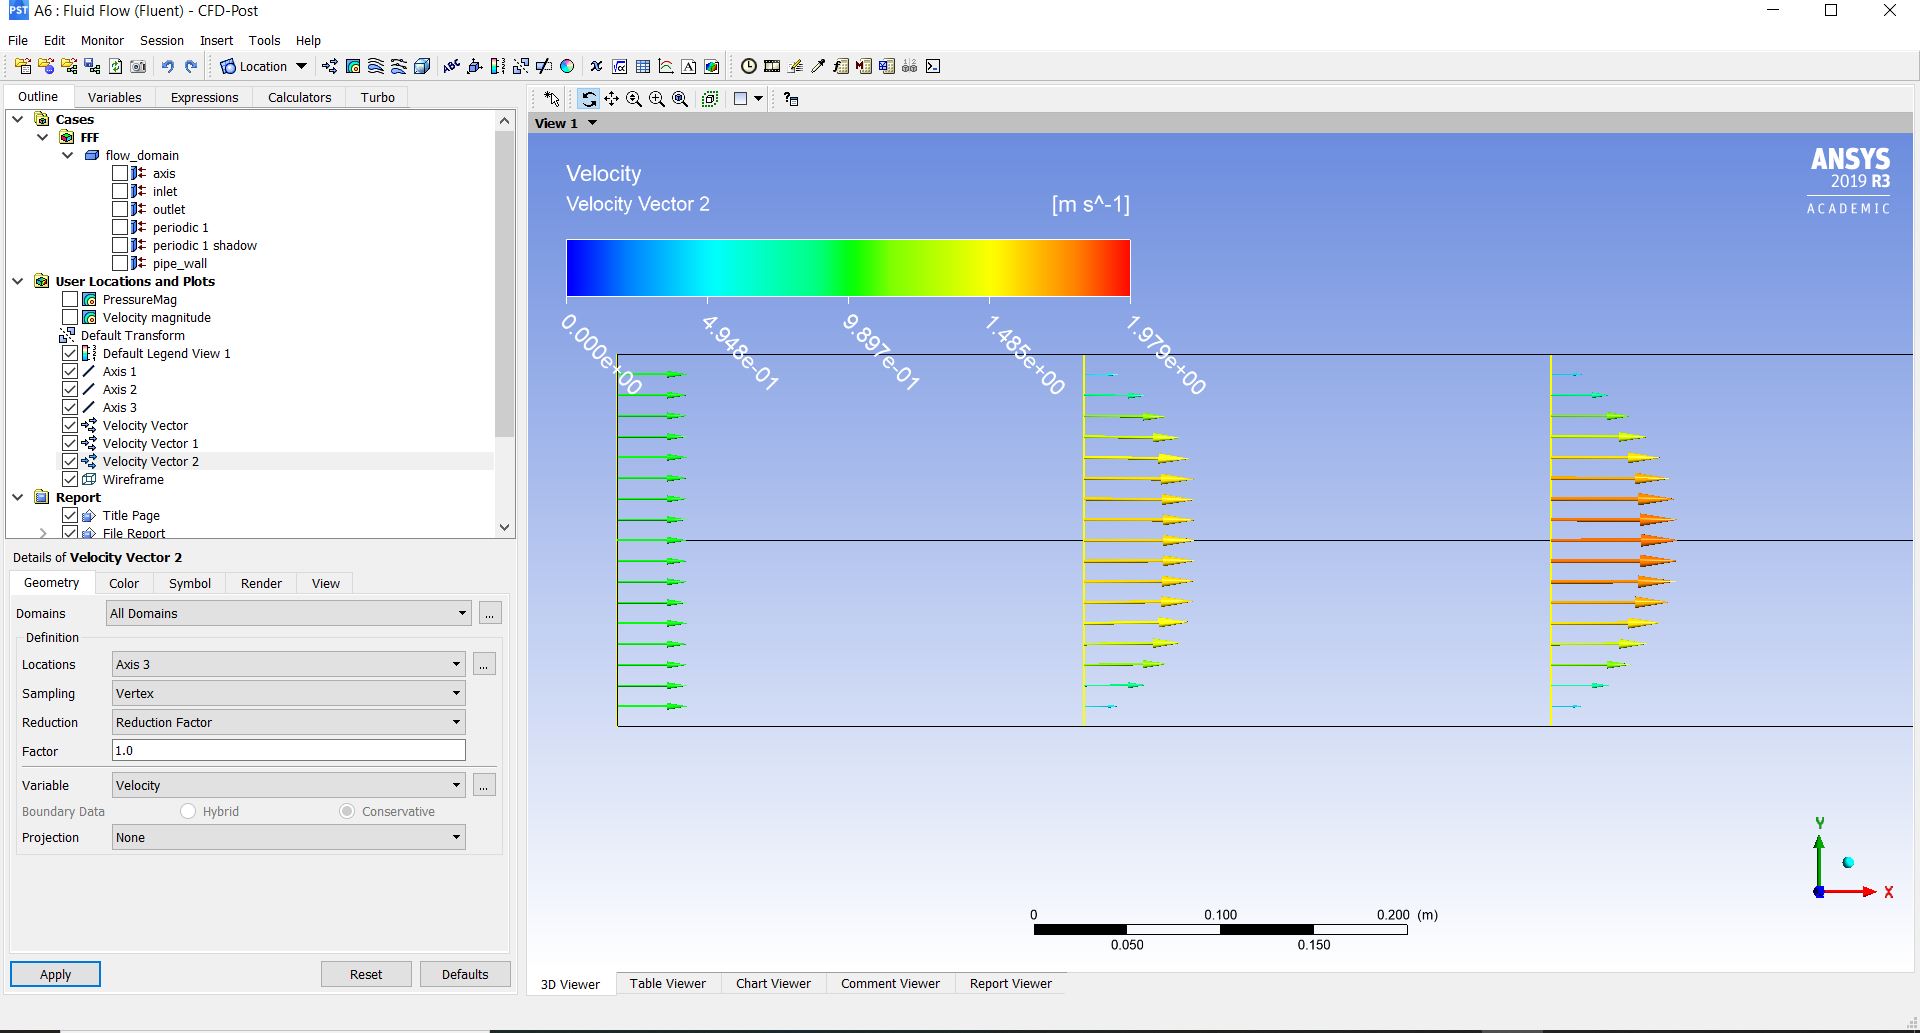 PST A6 : Fluid Flow (Fluent) - CFD-Post
File Edit Monitor Session Insert Tools Help
Location
Outline Variables Expressions Calculators Turbo
Cases
FFF
flow_domain
axis
inlet
outlet
periodic 1
periodic 1 shadow
pipe_wall
User Locations and Plots
PressureMag
Velocity magnitude
Default Transform
Default Legend View 1
Axis 1
Axis 2
Axis 3
Velocity Vector
Velocity Vector 1
Velocity Vector 2
Wireframe
Report
Title Page
File Report
Details of Velocity Vector 2
Geometry Color Symbol Render View
Domains All Domains ...
Definition
Locations Axis 3 ...
Sampling Vertex
Reduction Reduction Factor
Factor 1.0
Variable Velocity ...
Boundary Data Hybrid Conservative
Projection None
Apply Reset Defaults
View 1
Velocity
Velocity Vector 2 [m s^-1]
0.000e+00 4.948e-01 9.897e-01 1.485e+00 1.979e+00
ANSYS
2019 R3
ACADEMIC
Y
X
0 0.100 0.200 (m)
0.050 0.150
3D Viewer Table Viewer Chart Viewer Comment Viewer Report Viewer